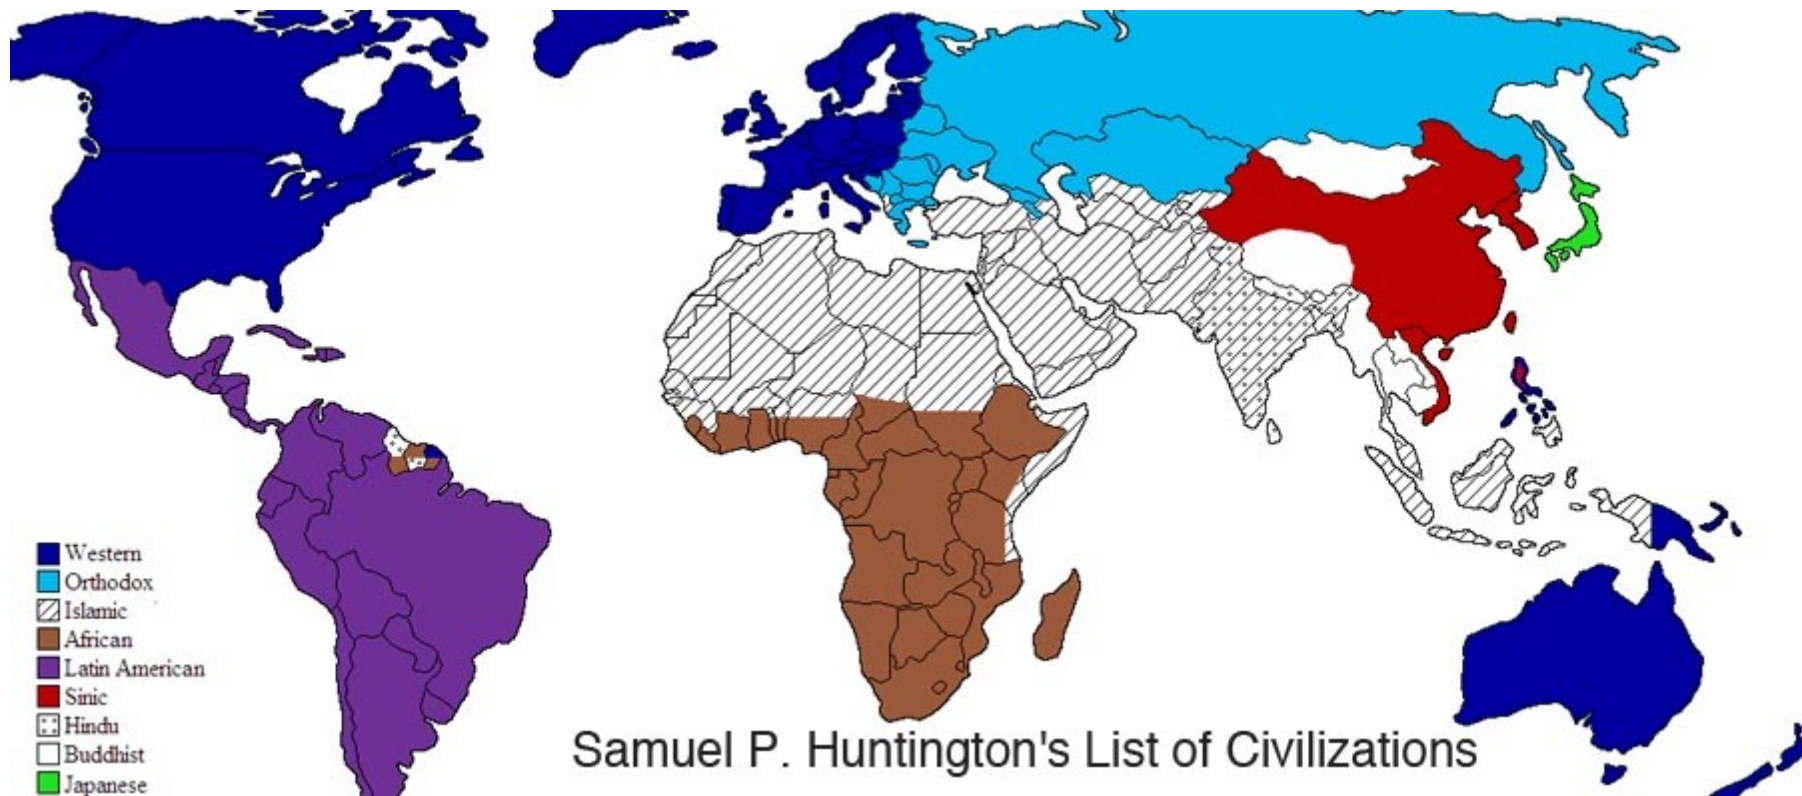 Western
Orthodox
Islamic
African
Latin American
Sinic
Hindu
Buddhist
Japanese
Samuel P. Huntington's List of Civilizations